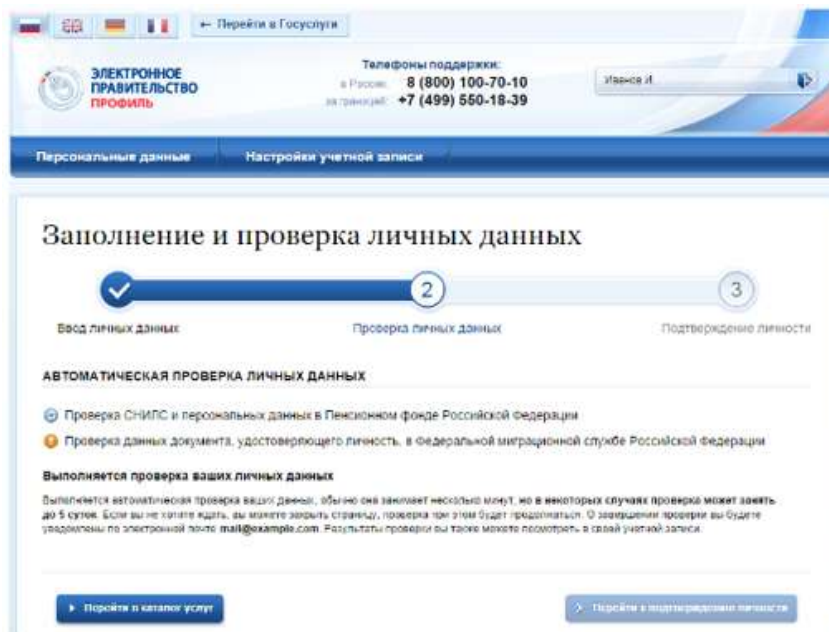 ← Перейти в Госуслуги
ЭЛЕКТРОННОЕ
ПРАВИТЕЛЬСТВО
ПРОФИЛЬ
Телефоны поддержки:
в России: 8 (800) 100-70-10
за границей: +7 (499) 550-18-39
Иванов И.
Персональные данные Настройки учетной записи
Заполнение и проверка личных данных
2 3
Ввод личных данных Проверка личных данных Подтверждение личности
АВТОМАТИЧЕСКАЯ ПРОВЕРКА ЛИЧНЫХ ДАННЫХ
Проверка СНИЛС и персональных данных в Пенсионном фонде Российской Федерации
Проверка данных документа, удостоверяющего личность, в Федеральной миграционной службе Российской Федерации
Выполняется проверка ваших личных данных
Выполняется автоматическая проверка ваших данных, обычно она занимает несколько минут, но в некоторых случаях проверка может занять
до 5 суток. Если вы не хотите ждать, вы можете закрыть страницу, проверка при этом будет продолжаться. О завершении проверки вы будете
уведомлены по электронной почте mail@example.com. Результаты проверки вы также можете посмотреть в своей учетной записи.
Перейти в каталог услуг Перейти к подтверждению личности